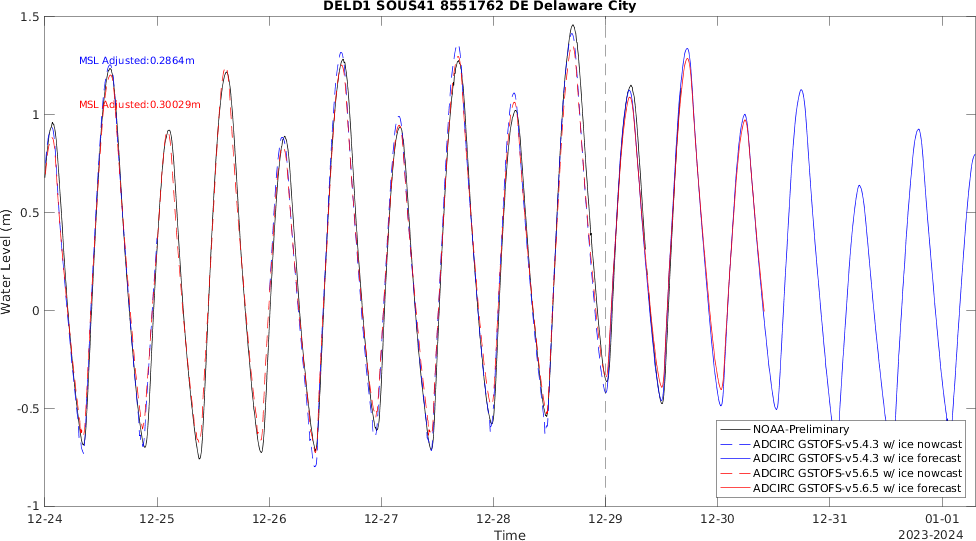 DELD1 SOUS41 8551762 DE Delaware City
1.5
MSL Adjusted:0.2864m
MSL Adjusted:0.30029m
1
0.5
0
-0.5
-1
Water Level (m)
NOAA-Preliminary
ADCIRC GSTOFS-v5.4.3 w/ ice nowcast
ADCIRC GSTOFS-v5.4.3 w/ ice forecast
ADCIRC GSTOFS-v5.6.5 w/ ice nowcast
ADCIRC GSTOFS-v5.6.5 w/ ice forecast
12-24 12-25 12-26 12-27 12-28 12-29 12-30 12-31 01-01
Time
2023-2024